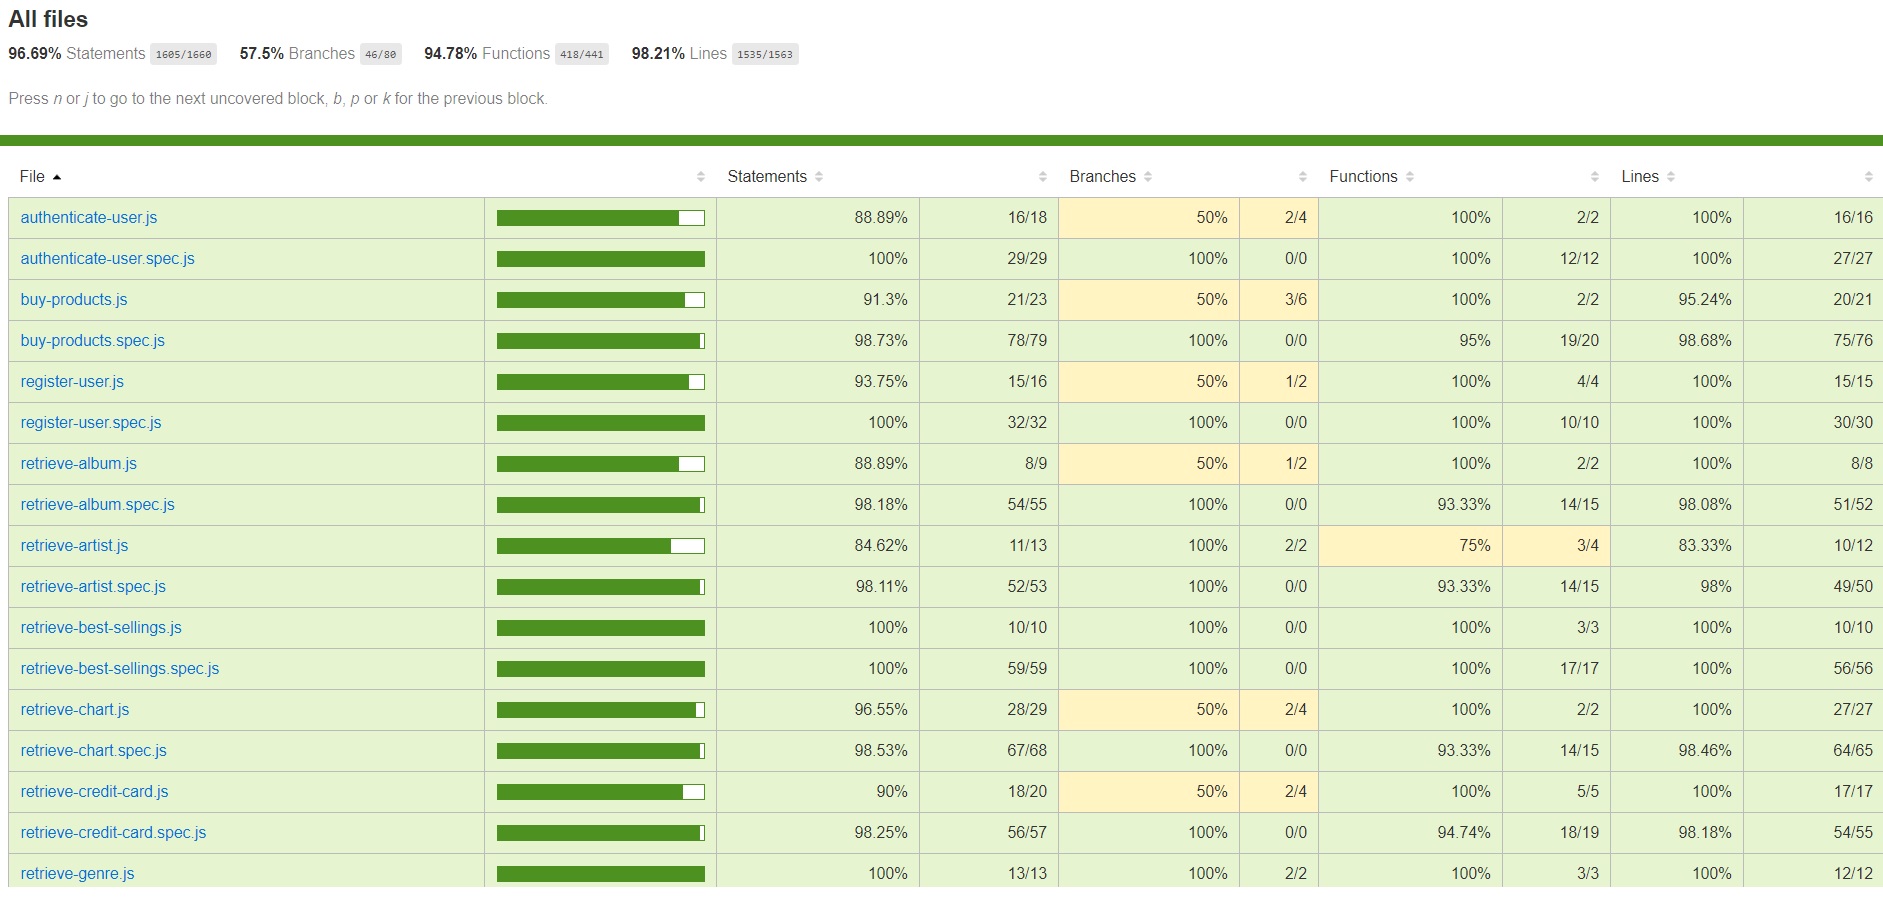 All files
96.69% Statements 1605/1660 57.5% Branches 46/80 94.78% Functions 418/441 98.21% Lines 1535/1563
Press n or j to go to the next uncovered block, b, p or k for the previous block.
File Statements Branches Functions Lines
authenticate-user.js 88.89% 16/18 50% 2/4 100% 2/2 100% 16/16
authenticate-user.spec.js 100% 29/29 100% 0/0 100% 12/12 100% 27/27
buy-products.js 91.3% 21/23 50% 3/6 100% 2/2 95.24% 20/21
buy-products.spec.js 98.73% 78/79 100% 0/0 95% 19/20 98.68% 75/76
register-user.js 93.75% 15/16 50% 1/2 100% 4/4 100% 15/15
register-user.spec.js 100% 32/32 100% 0/0 100% 10/10 100% 30/30
retrieve-album.js 88.89% 8/9 50% 1/2 100% 2/2 100% 8/8
retrieve-album.spec.js 98.18% 54/55 100% 0/0 93.33% 14/15 98.08% 51/52
retrieve-artist.js 84.62% 11/13 100% 2/2 75% 3/4 83.33% 10/12
retrieve-artist.spec.js 98.11% 52/53 100% 0/0 93.33% 14/15 98% 49/50
retrieve-best-sellings.js 100% 10/10 100% 0/0 100% 3/3 100% 10/10
retrieve-best-sellings.spec.js 100% 59/59 100% 0/0 100% 17/17 100% 56/56
retrieve-chart.js 96.55% 28/29 50% 2/4 100% 2/2 100% 27/27
retrieve-chart.spec.js 98.53% 67/68 100% 0/0 93.33% 14/15 98.46% 64/65
retrieve-credit-card.js 90% 18/20 50% 2/4 100% 5/5 100% 17/17
retrieve-credit-card.spec.js 98.25% 56/57 100% 0/0 94.74% 18/19 98.18% 54/55
retrieve-genre.js 100% 13/13 100% 2/2 100% 3/3 100% 12/12